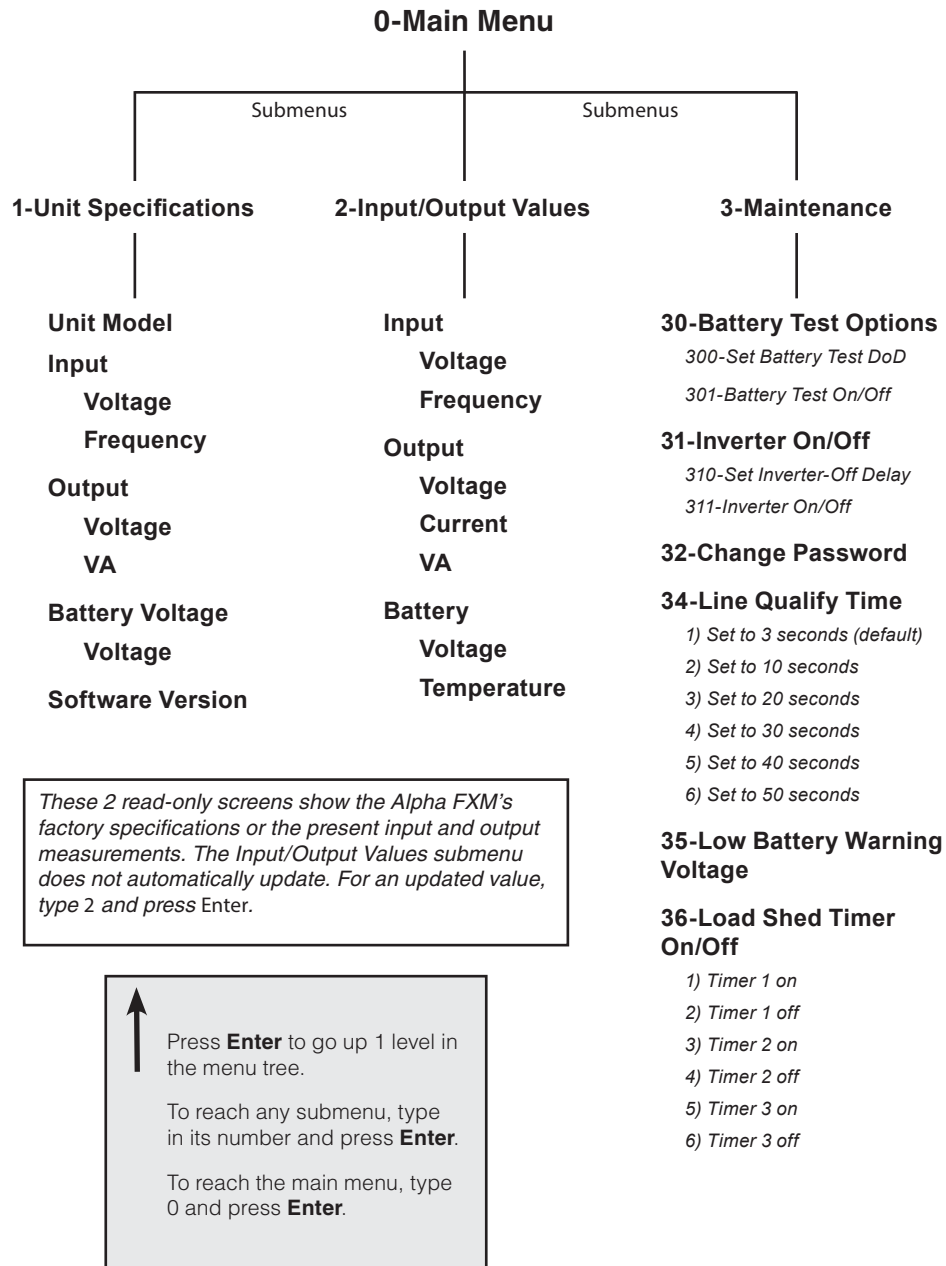 0-Main Menu
Submenus
Submenus
1-Unit Specifications
2-Input/Output Values
3-Maintenance
Unit Model
Input
Voltage
Frequency
Output
Voltage
VA
Battery Voltage
Voltage
Software Version
Input
Voltage
Frequency
Output
Voltage
Current
VA
Battery
Voltage
Temperature
30-Battery Test Options
300-Set Battery Test DoD
301-Battery Test On/Off
31-Inverter On/Off
310-Set Inverter-Off Delay
311-Inverter On/Off
32-Change Password
34-Line Qualify Time
1) Set to 3 seconds (default)
2) Set to 10 seconds
3) Set to 20 seconds
4) Set to 30 seconds
5) Set to 40 seconds
6) Set to 50 seconds
35-Low Battery Warning
Voltage
36-Load Shed Timer
On/Off
1) Timer 1 on
2) Timer 1 off
3) Timer 2 on
4) Timer 2 off
5) Timer 3 on
6) Timer 3 off
These 2 read-only screens show the Alpha FXM's
factory specifications or the present input and output
measurements. The Input/Output Values submenu
does not automatically update. For an updated value,
type 2 and press Enter.
Press Enter to go up 1 level in
the menu tree.
To reach any submenu, type
in its number and press Enter.
To reach the main menu, type
0 and press Enter.